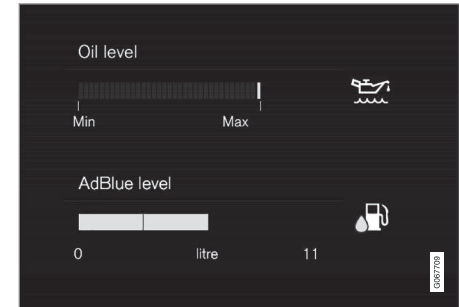 Oil level
Min Max
AdBlue level
0 litre 11
G067709